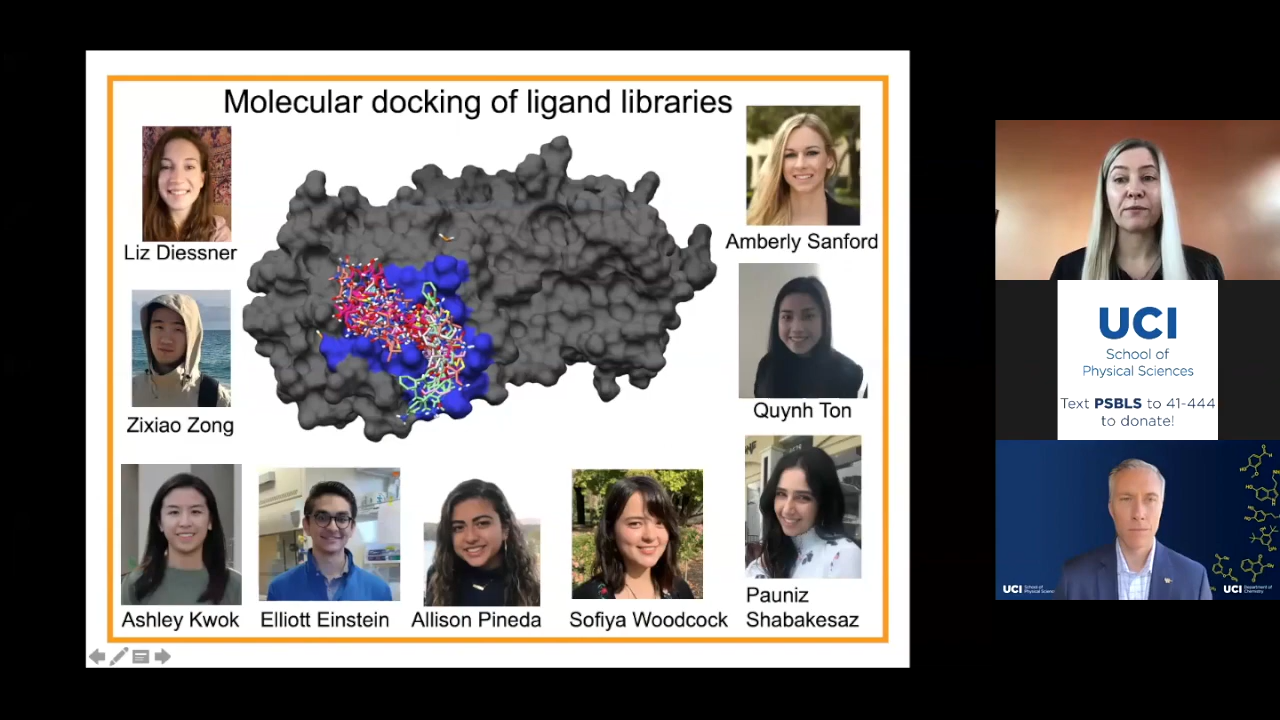 Molecular docking of ligand libraries
Liz Diessner
Amberly Sanford
Zixiao Zong
Quynh Ton
Ashley Kwok
Elliott Einstein
Allison Pineda
Sofiya Woodcock
Pauniz
Shabakesaz
UCI
School of
Physical Sciences
Text PSBLS to 41-444
to donate!
UCI School of
Physical Sciences
UCI Department of
Chemistry